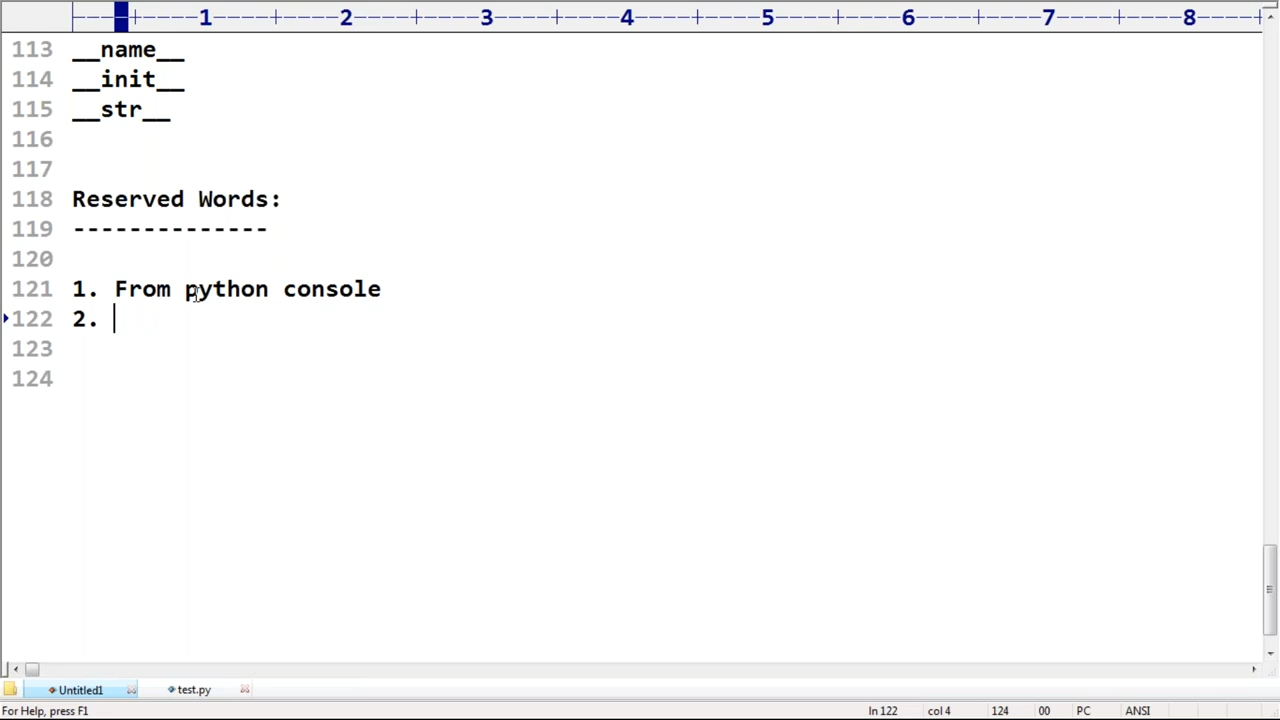 1 2 3 4 5 6 7 8
113 __name__
114 __init__
115 __str__
116
117
118 Reserved Words:
119 --------------
120
121 1. From python console
122 2.
123
124
Untitled1 test.py
For Help, press F1 ln 122 col 4 124 00 PC ANSI